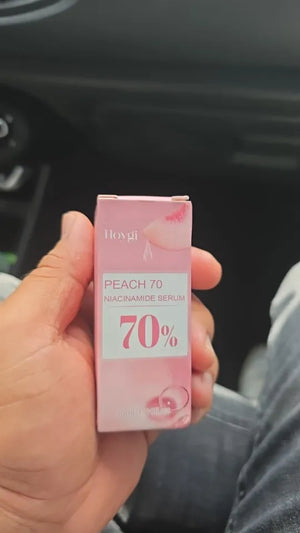 Hoygi
PEACH 70
NIACINAMIDE SERUM
70%